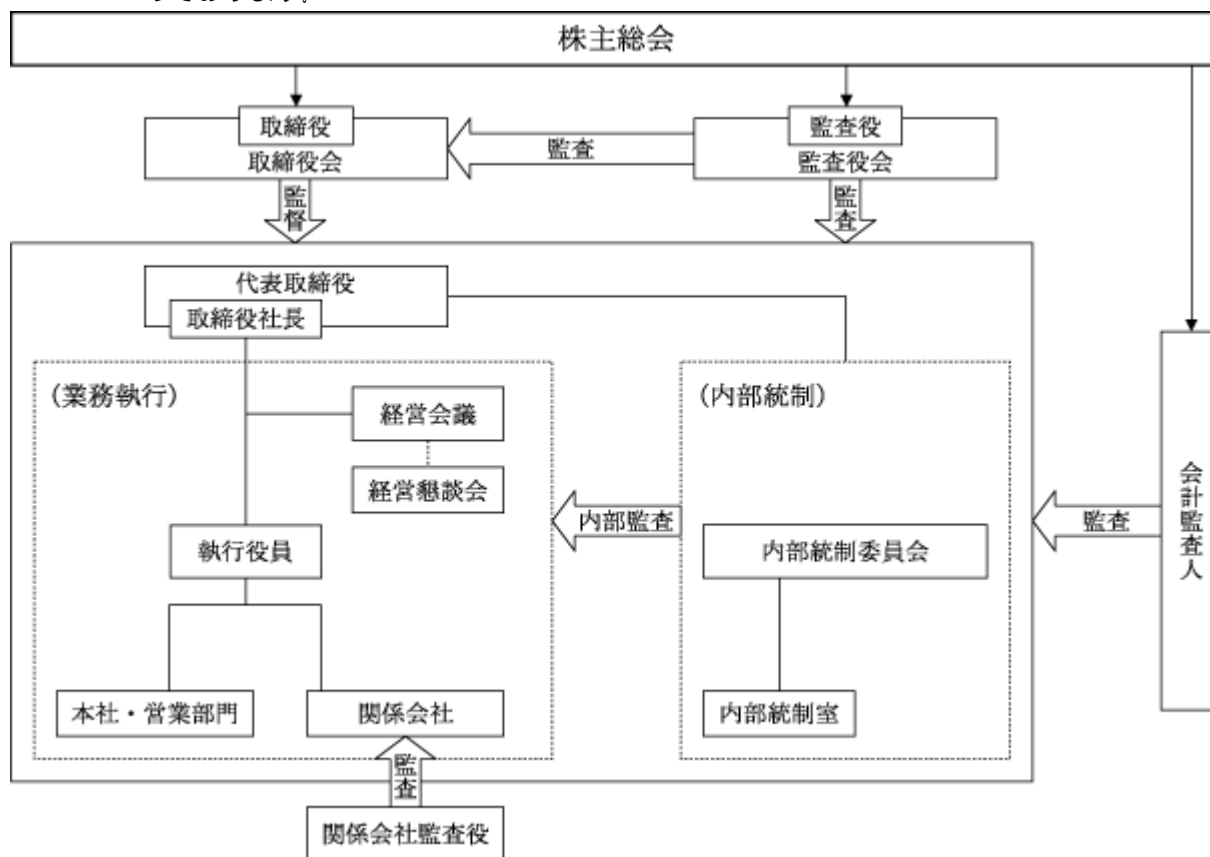 株主総会
取締役
取締役会
監査
監査役
監査役会
監督
監査
代表取締役
取締役社長
(業務執行)
経営会議
経営懇談会
執行役員
本社・営業部門
関係会社
内部監査
(内部統制)
内部統制委員会
内部統制室
監査
会計監査人
監査
関係会社監査役